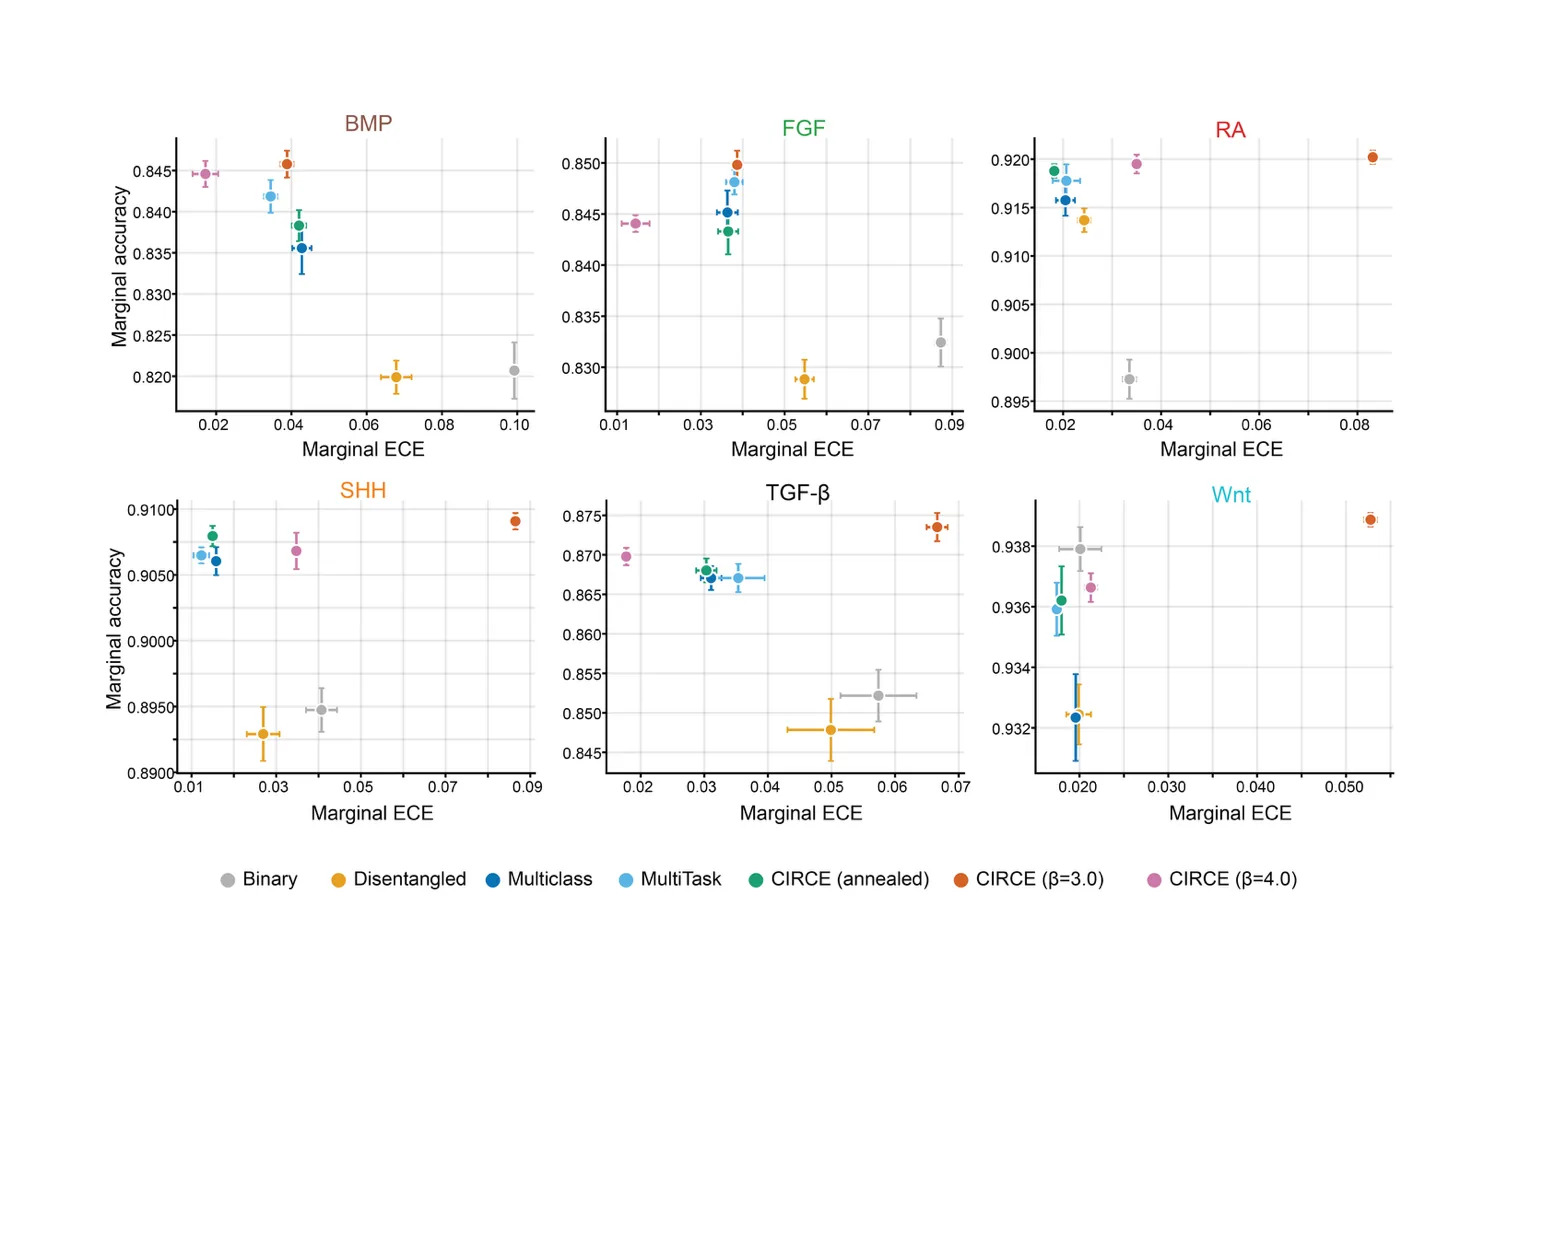 BMP
0.845
0.840
0.835
0.830
0.825
0.820
Marginal accuracy
0.02 0.04 0.06 0.08 0.10
Marginal ECE
FGF
0.850
0.845
0.840
0.835
0.830
0.01 0.03 0.05 0.07 0.09
Marginal ECE
RA
0.920
0.915
0.910
0.905
0.900
0.895
0.02 0.04 0.06 0.08
Marginal ECE
SHH
0.9100
0.9050
0.9000
0.8950
0.8900
Marginal accuracy
0.01 0.03 0.05 0.07 0.09
Marginal ECE
TGF-β
0.875
0.870
0.865
0.860
0.855
0.850
0.845
0.02 0.03 0.04 0.05 0.06 0.07
Marginal ECE
Wnt
0.938
0.936
0.934
0.932
0.020 0.030 0.040 0.050
Marginal ECE
Binary Disentangled Multiclass MultiTask CIRCE (annealed) CIRCE (β=3.0) CIRCE (β=4.0)